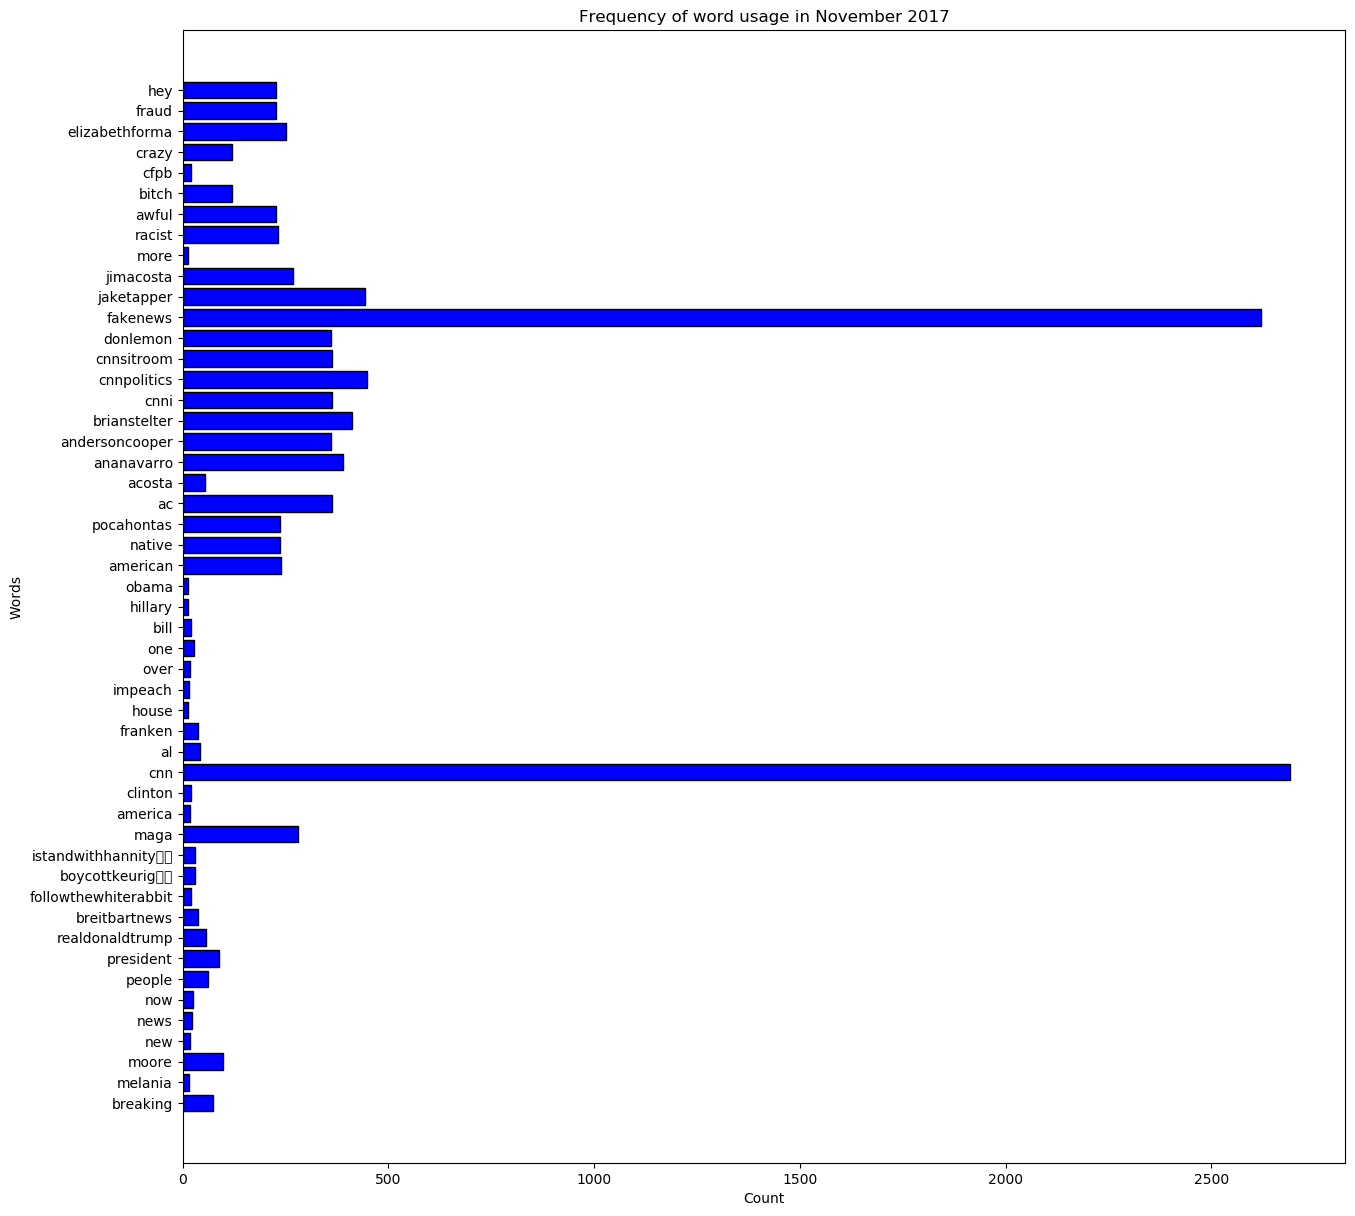 Frequency of word usage in November 2017
hey
fraud
elizabethforma
crazy
cfpb
bitch
awful
racist
more
jimacosta
jaketapper
fakenews
donlemon
cnnsitroom
cnnpolitics
cnni
brianstelter
andersoncooper
ananavarro
acosta
ac
pocahontas
native
american
obama
hillary
bill
one
over
impeach
house
franken
al
cnn
clinton
america
maga
istandwithhannity
boycottkeurig
followthewhiterabbit
breitbartnews
realdonaldtrump
president
people
now
news
new
moore
melania
breaking
Words
0 500 1000 1500 2000 2500
Count